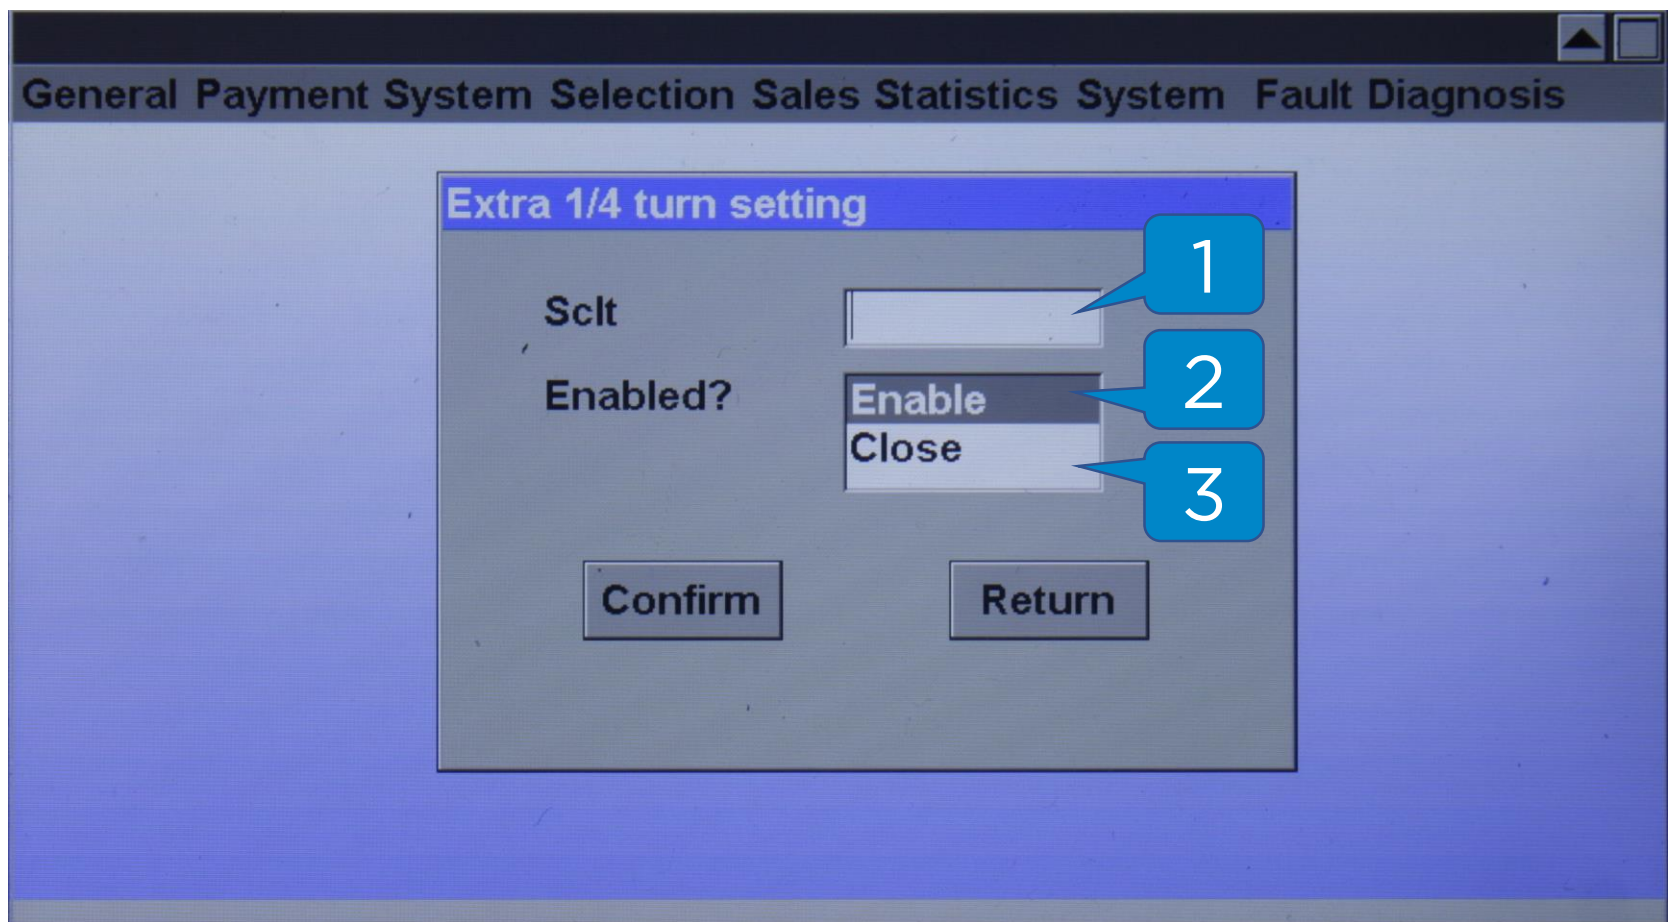 General Payment System Selection Sales Statistics System Fault Diagnosis
Extra 1/4 turn setting
1
Sclt
2
Enabled?
Enable
Close
3
Confirm
Return